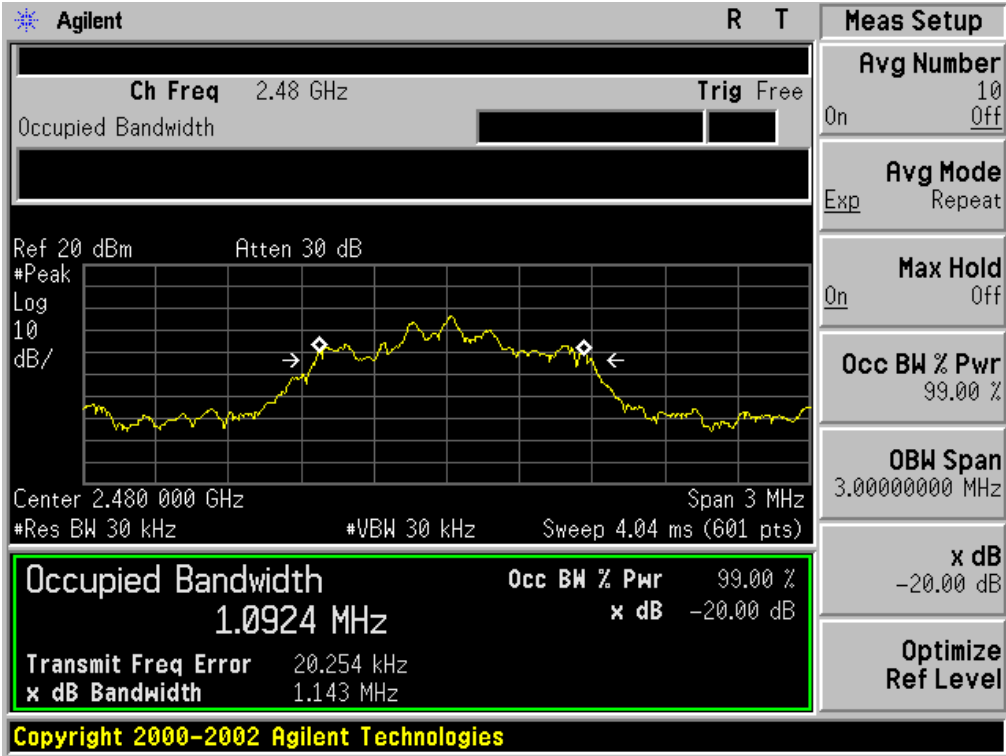 Agilent R T
Ch Freq 2.48 GHz Trig Free
Occupied Bandwidth
Ref 20 dBm Atten 30 dB
#Peak
Log
10
dB/
Center 2.480 000 GHz Span 3 MHz
#Res BW 30 kHz #VBW 30 kHz Sweep 4.04 ms (601 pts)
Occupied Bandwidth
1.0924 MHz
Occ BW % Pwr 99.00 %
x dB -20.00 dB
Transmit Freq Error 20.254 kHz
x dB Bandwidth 1.143 MHz
Copyright 2000-2002 Agilent Technologies
Meas Setup
Avg Number
10
On Off
Avg Mode
Exp Repeat
Max Hold
On Off
Occ BW % Pwr
99.00 %
OBW Span
3.00000000 MHz
x dB
-20.00 dB
Optimize
Ref Level